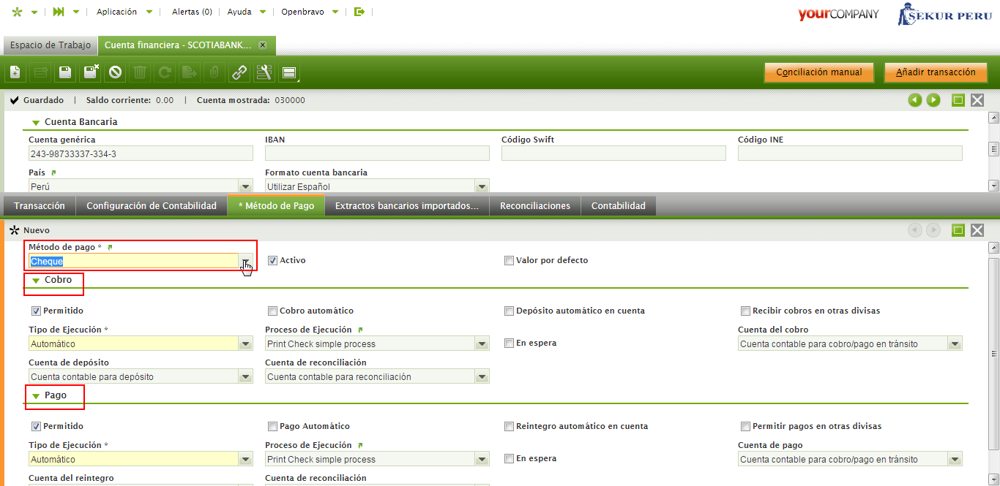 Aplicación Alertas (0) Ayuda Openbravo yourCOMPANY SEKUR PERU
Espacio de Trabajo Cuenta financiera - SCOTIABANK...
Conciliación manual Añadir transacción
Guardado | Saldo corriente: 0.00 | Cuenta mostrada: 030000
Cuenta Bancaria
Cuenta genérica IBAN Código Swift Código INE
243-98733337-334-3
País Formato cuenta bancaria
Perú Utilizar Español
Transacción Configuración de Contabilidad * Método de Pago Extractos bancarios importados... Reconciliaciones Contabilidad
Nuevo
Método de pago *
Cheque Activo Valor por defecto
Cobro
Permitido Cobro automático Depósito automático en cuenta Recibir cobros en otras divisas
Tipo de Ejecución * Proceso de Ejecución Cuenta del cobro
Automático Print Check simple process En espera Cuenta contable para cobro/pago en tránsito
Cuenta de depósito Cuenta de reconciliación
Cuenta contable para depósito Cuenta contable para reconciliación
Pago
Permitido Pago Automático Reintegro automático en cuenta Permitir pagos en otras divisas
Tipo de Ejecución * Proceso de Ejecución Cuenta de pago
Automático Print Check simple process En espera Cuenta contable para cobro/pago en tránsito
Cuenta del reintegro Cuenta de reconciliación